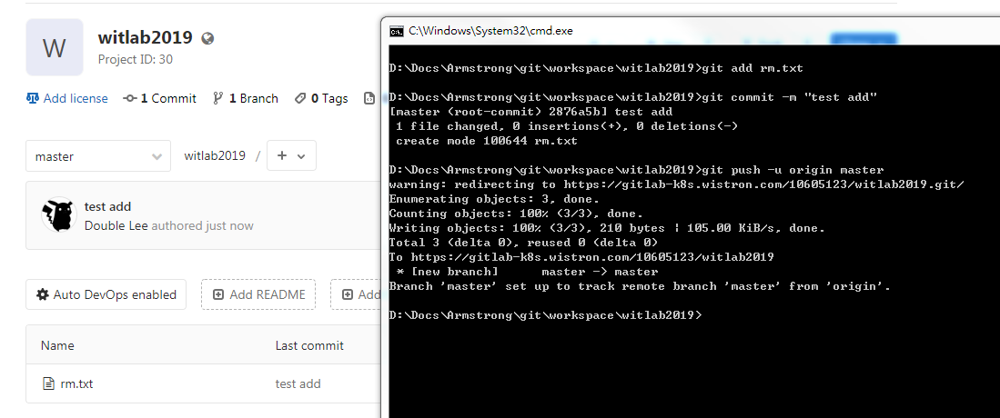 W
witlab2019
Project ID: 30
Add license
1 Commit
1 Branch
0 Tags
master
witlab2019 / +
test add
Double Lee authored just now
Auto DevOps enabled
Add README
Add
Name
Last commit
rm.txt
test add
C:\Windows\System32\cmd.exe
D:\Docs\Armstrong\git\workspace\witlab2019>git add rm.txt
D:\Docs\Armstrong\git\workspace\witlab2019>git commit -m "test add"
[master (root-commit) 2876a5b] test add
1 file changed, 0 insertions(+), 0 deletions(-)
create mode 100644 rm.txt
D:\Docs\Armstrong\git\workspace\witlab2019>git push -u origin master
warning: redirecting to https://gitlab-k8s.wistron.com/10605123/witlab2019.git/
Enumerating objects: 3, done.
Counting objects: 100% (3/3), done.
Writing objects: 100% (3/3), 210 bytes ¦ 105.00 KiB/s, done.
Total 3 (delta 0), reused 0 (delta 0)
To https://gitlab-k8s.wistron.com/10605123/witlab2019
* [new branch]      master -> master
Branch 'master' set up to track remote branch 'master' from 'origin'.
D:\Docs\Armstrong\git\workspace\witlab2019>